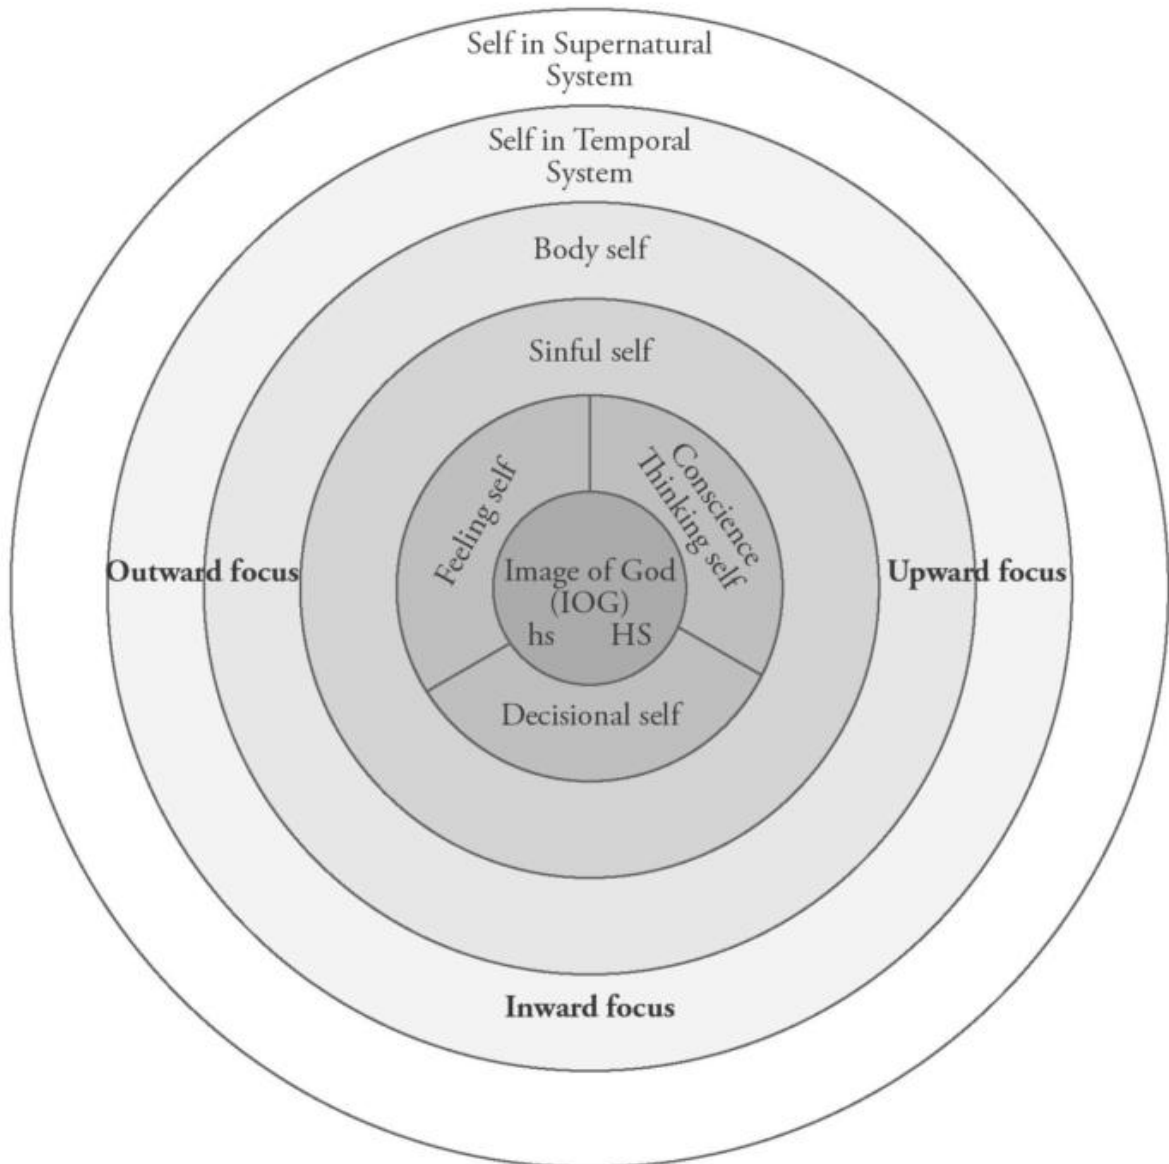 Self in Supernatural
System
Self in Temporal
System
Body self
Sinful self
Feeling self
Conscience
Thinking self
Outward focus
Image of God
(IOG)
hs HS
Upward focus
Decisional self
Inward focus